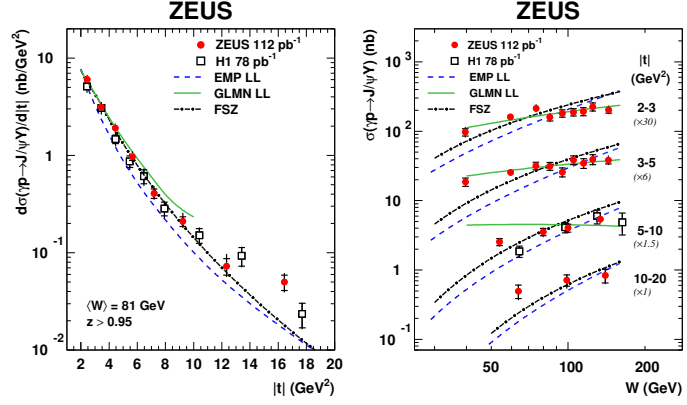 ZEUS
dσ(γp→J/ψY)/d|t| (nb/GeV²)
10
1
10⁻¹
10⁻²
ZEUS 112 pb⁻¹
H1 78 pb⁻¹
EMP LL
GLMN LL
FSZ
⟨W⟩ = 81 GeV
z > 0.95
2 4 6 8 10 12 14 16 18 20
|t| (GeV²)
ZEUS
σ(γp→J/ψY) (nb)
10³
10²
10
1
10⁻¹
ZEUS 112 pb⁻¹
H1 78 pb⁻¹
EMP LL
GLMN LL
FSZ
|t|
(GeV²)
2-3
(×30)
3-5
(×6)
5-10
(×1.5)
10-20
(×1)
50 100 200
W (GeV)